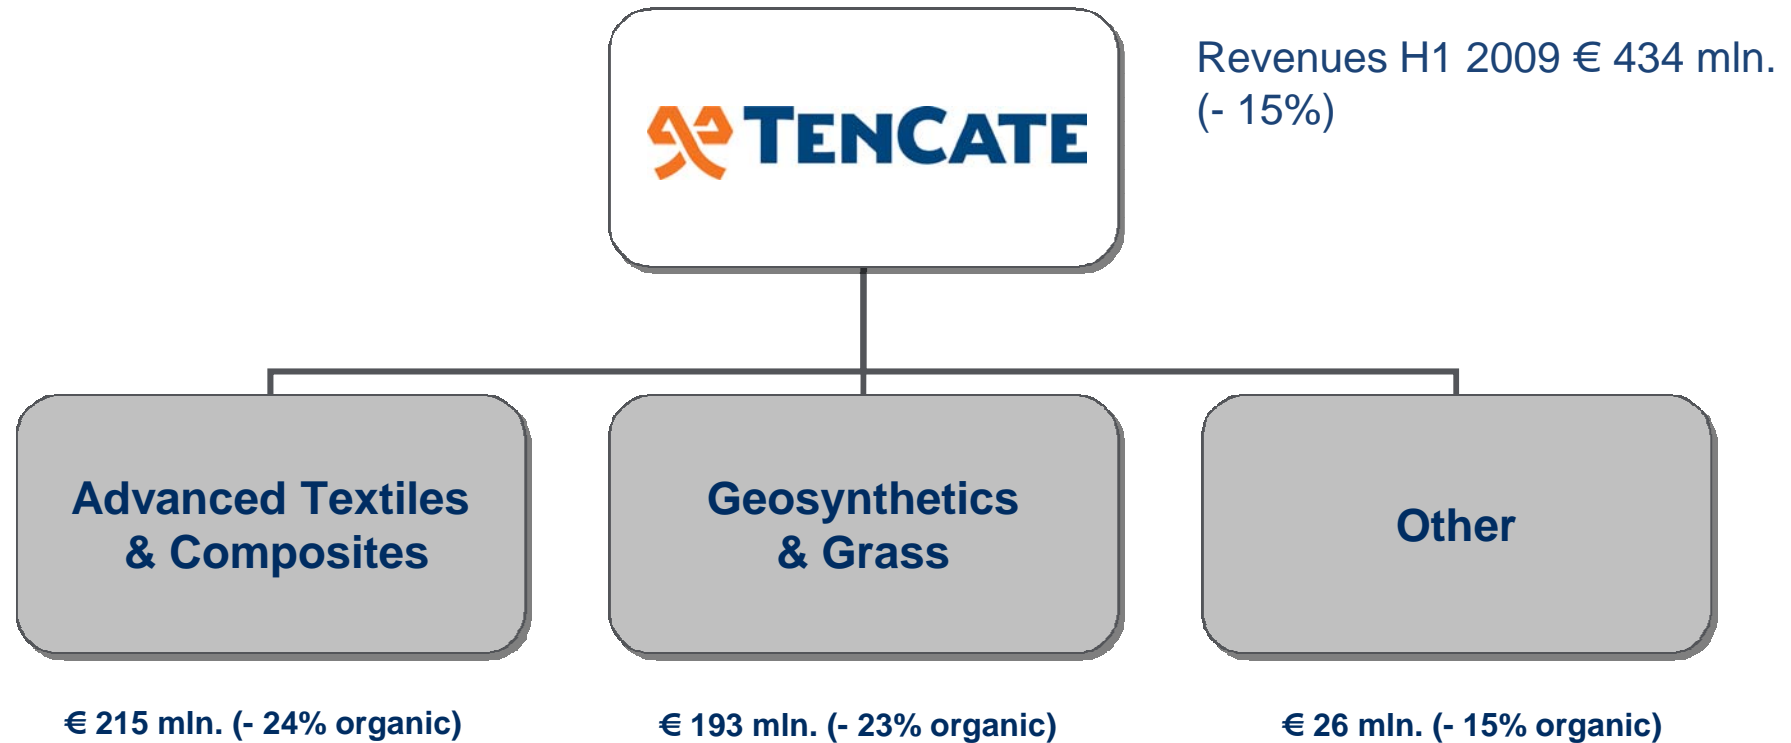 TENCATE
Revenues H1 2009 € 434 mln.
(- 15%)
Advanced Textiles
& Composites
Geosynthetics
& Grass
Other
€ 215 mln. (- 24% organic)
€ 193 mln. (- 23% organic)
€ 26 mln. (- 15% organic)